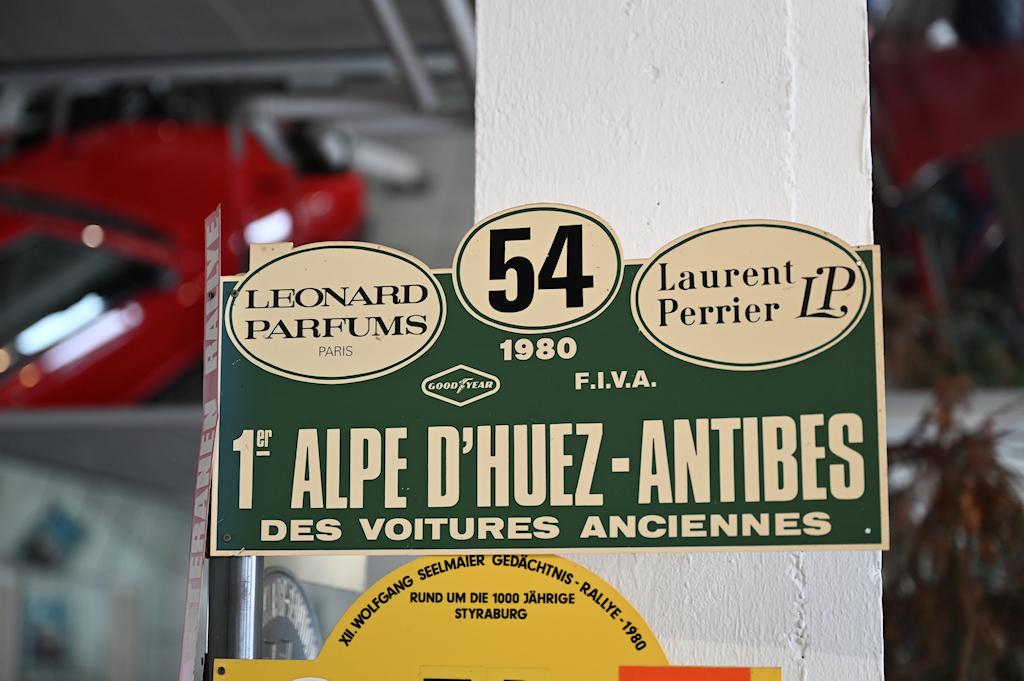 54
LEONARD
PARFUMS
PARIS
Laurent
Perrier
LP
1980
GOODYEAR
F.I.V.A.
1er ALPE D'HUEZ-ANTIBES
DES VOITURES ANCIENNES
XII. WOLFGANG SEELMAIER GEDÄCHTNIS-RALLYE-1980
RUND UM DIE 1000 JÄHRIGE
STYRABURG